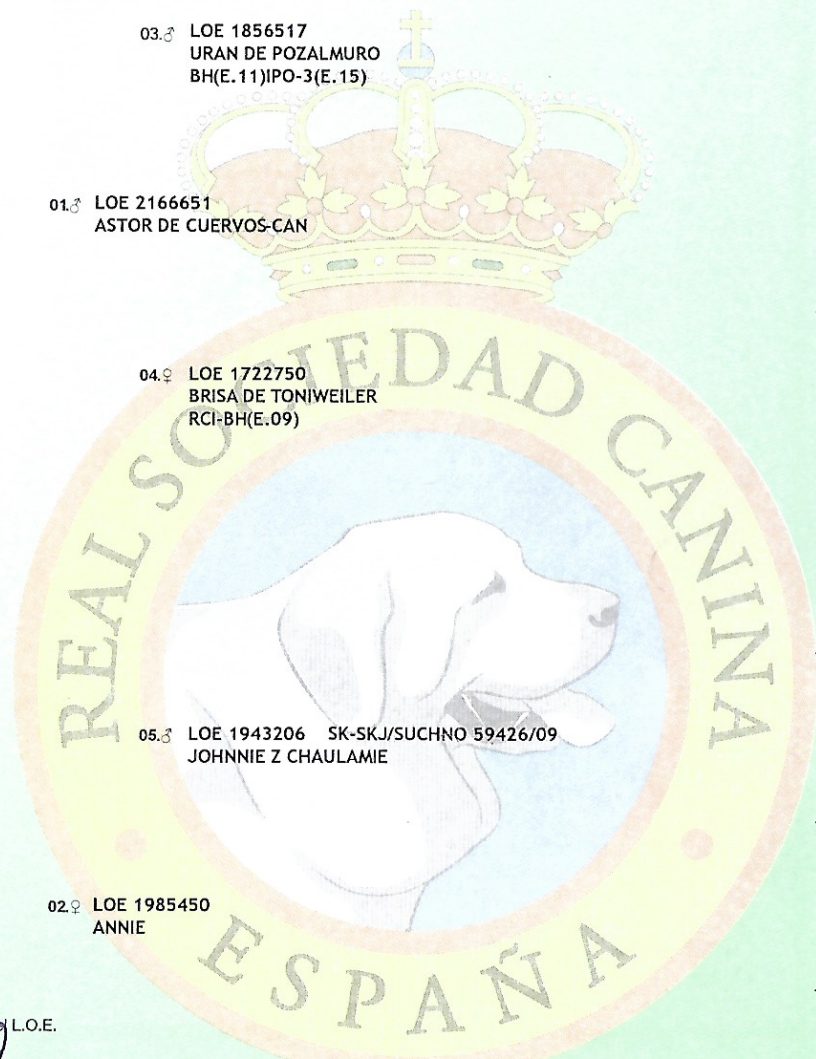 03.♂ LOE 1856517
URAN DE POZALMURO
BH(E.11)IPO-3(E.15)
01.♂ LOE 2166651
ASTOR DE CUERVOS-CAN
04.♀ LOE 1722750
BRISA DE TONIWEILER
RCI-BH(E.09)
REAL SOCIEDAD CANINA
05.♂ LOE 1943206 SK-SKJ/SUCHNO 59426/09
JOHNNIE Z CHAULAMIE
02.♀ LOE 1985450
ANNIE
ESPAÑA
L.O.E.